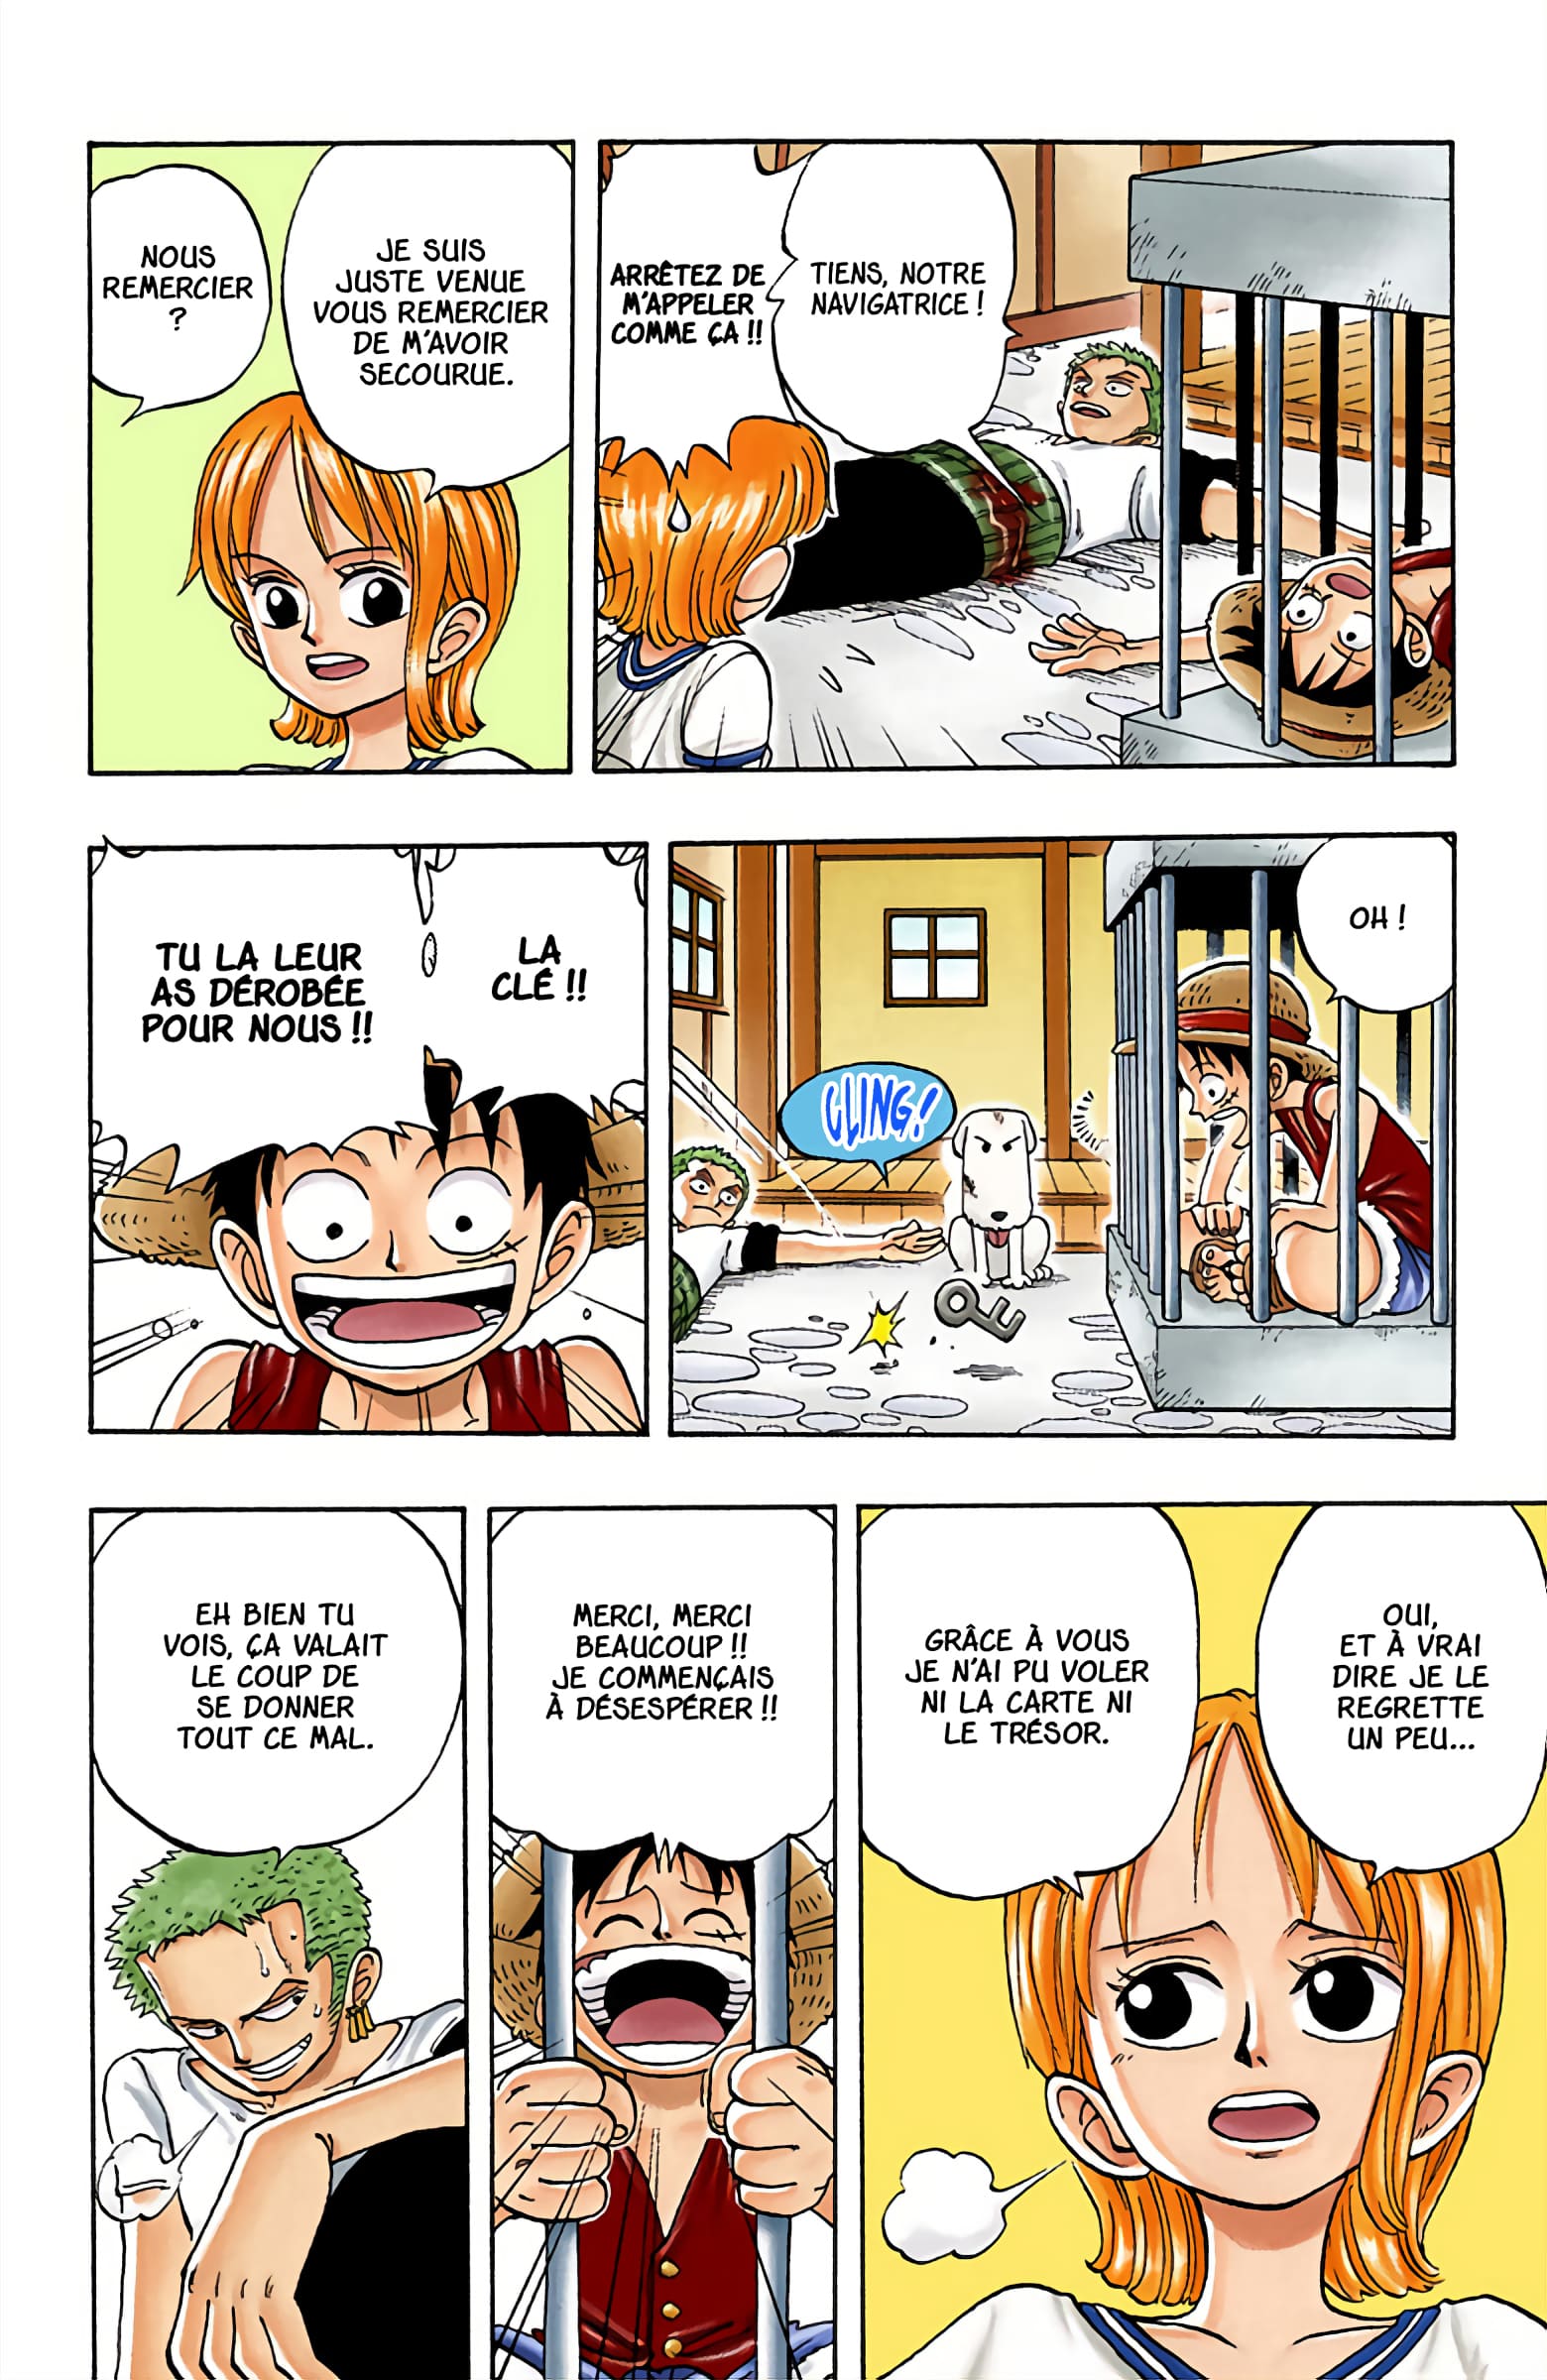 TIENS, NOTRE
NAVIGATRICE !
ARRÊTEZ DE
M'APPELER
COMME ÇA !!
JE SUIS
JUSTE VENUE
VOUS REMERCIER
DE M'AVOIR
SECOURUE.
NOUS
REMERCIER
?
OH !
CLING !
LA
CLÉ !!
TU LA LEUR
AS DÉROBÉE
POUR NOUS !!
OUI,
ET À VRAI
DIRE JE LE
REGRETTE
UN PEU...
GRÂCE À VOUS
JE N'AI PU VOLER
NI LA CARTE NI
LE TRÉSOR.
MERCI, MERCI
BEAUCOUP !!
JE COMMENÇAIS
À DÉSESPÉRER !!
EH BIEN TU
VOIS, ÇA VALAIT
LE COUP DE
SE DONNER
TOUT CE MAL.